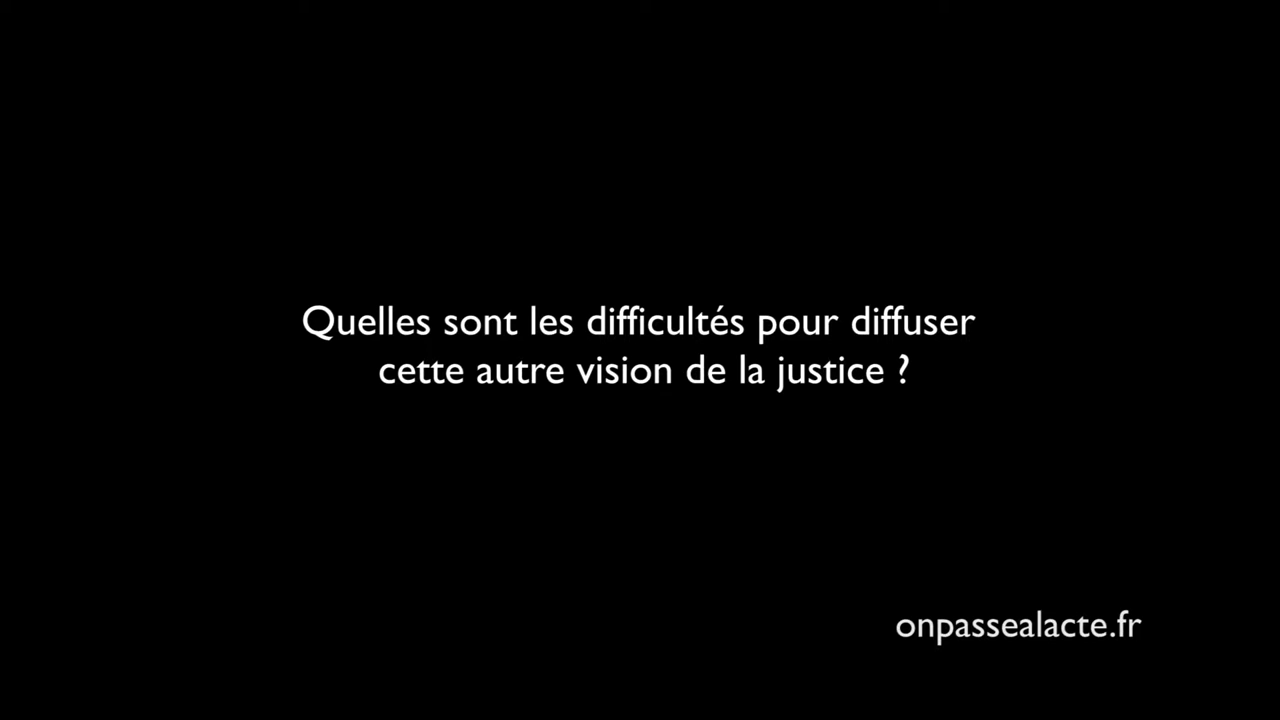 Quelles sont les difficultés pour diffuser
cette autre vision de la justice ?
onpassealacte.fr